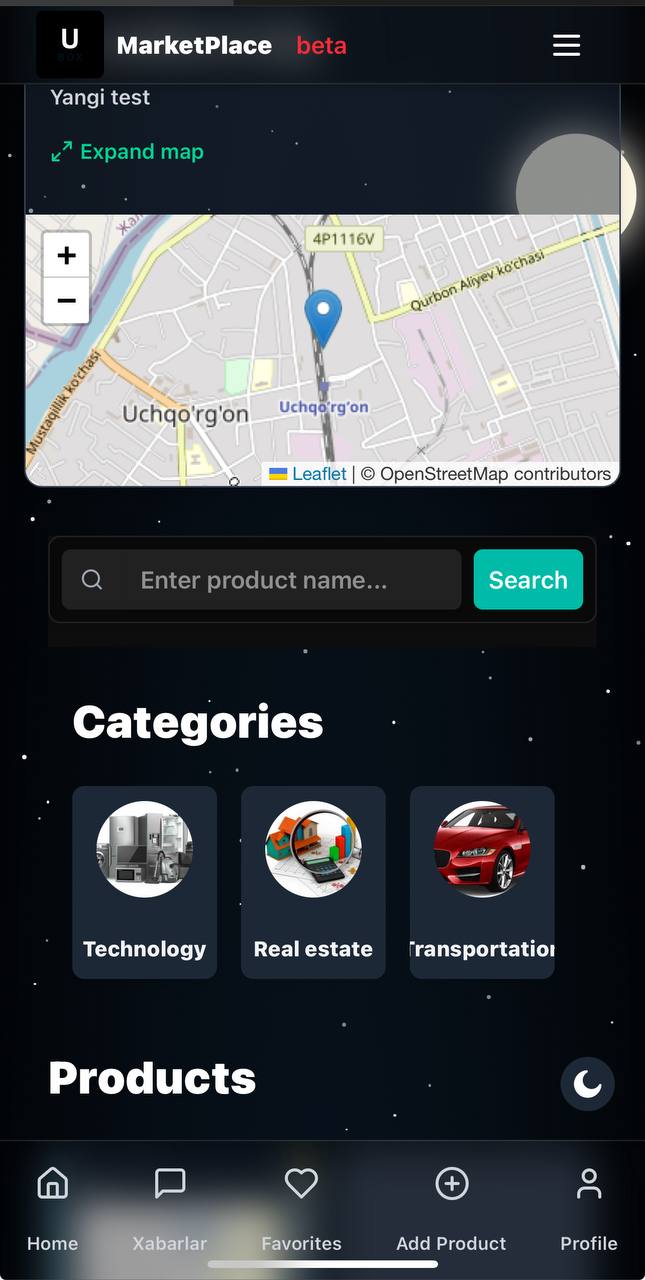 U
BOX
MarketPlace beta
Yangi test
Expand map
+
−
4P1116V
Qurbon Aliyev ko'chasi
Mustaqillik ko'chasi
Uchqo'rg'on
Uchqo'rg'on
Leaflet | © OpenStreetMap contributors
Enter product name...
Search
Categories
Technology
Real estate
Transportation
Products
Home
Xabarlar
Favorites
Add Product
Profile